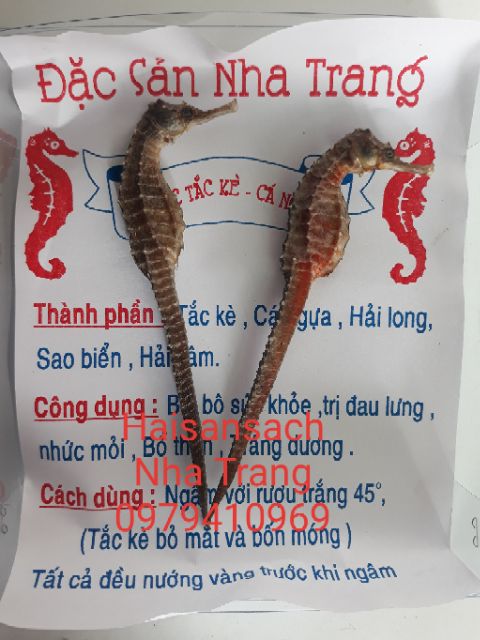 Đặc Sản Nha Trang
TẮC KÈ - CÁ
Thành phần : Tắc kè , Cá ngựa , Hải long,
Sao biển , Hải sâm.
Công dụng : Bồi bổ sức khỏe ,trị đau lưng ,
nhức mỏi , Bổ thận , Tráng dương .
Haisansach
Nha Trang
0979410969
Cách dùng : Ngâm với rượu trắng 45°,
(Tắc kè bỏ mắt và bốn móng )
Tất cả đều nướng vàng trước khi ngâm